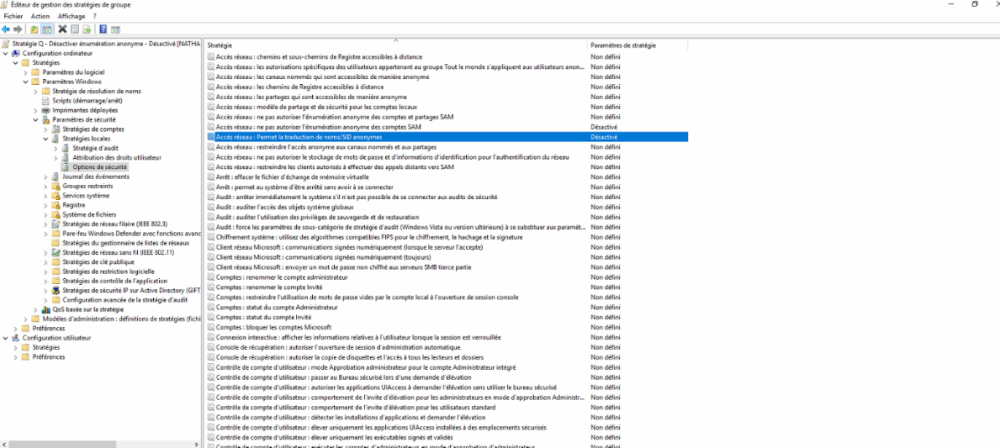 Éditeur de gestion des stratégies de groupe
Fichier Action Affichage ?
Stratégie Q - Désactiver énumération anonyme - Désactivé [NATHA
Configuration ordinateur
Stratégies
Paramètres du logiciel
Paramètres Windows
Stratégie de résolution de noms
Scripts (démarrage/arrêt)
Imprimantes déployées
Paramètres de sécurité
Stratégies de comptes
Stratégies locales
Stratégie d'audit
Attribution des droits utilisateur
Options de sécurité
Journal des événements
Groupes restreints
Services système
Registre
Système de fichiers
Stratégies de réseau filaire (IEEE 802.3)
Pare-feu Windows Defender avec fonctions avanc
Stratégies du gestionnaire de listes de réseaux
Stratégies de réseau sans fil (IEEE 802.11)
Stratégies de clé publique
Stratégies de restriction logicielle
Stratégies de contrôle de l'application
Stratégies de sécurité IP sur Active Directory (GIFT
Configuration avancée de la stratégie d'audit
QoS basée sur la stratégie
Modèles d'administration : définitions de stratégies (fichi
Préférences
Configuration utilisateur
Stratégies
Préférences
Stratégie Paramètres de stratégie
Accès réseau : chemins et sous-chemins de Registre accessibles à distance Non défini
Accès réseau : les autorisations spécifiques des utilisateurs appartenant au groupe Tout le monde s'appliquent aux utilisateurs anon... Non défini
Accès réseau : les canaux nommés qui sont accessibles de manière anonyme Non défini
Accès réseau : les chemins de Registre accessibles à distance Non défini
Accès réseau : les partages qui sont accessibles de manière anonyme Non défini
Accès réseau : modèle de partage et de sécurité pour les comptes locaux Non défini
Accès réseau : ne pas autoriser l'énumération anonyme des comptes et partages SAM Non défini
Accès réseau : ne pas autoriser l'énumération anonyme des comptes SAM Désactivé
Accès réseau : Permet la traduction de noms/SID anonymes Désactivé
Accès réseau : restreindre l'accès anonyme aux canaux nommés et aux partages Non défini
Accès réseau : ne pas autoriser le stockage de mots de passe et d'informations d'identification pour l'authentification du réseau Non défini
Accès réseau : restreindre les clients autorisés à effectuer des appels distants vers SAM Non défini
Arrêt : effacer le fichier d'échange de mémoire virtuelle Non défini
Arrêt : permet au système d'être arrêté sans avoir à se connecter Non défini
Audit : arrêter immédiatement le système s'il n'est pas possible de se connecter aux audits de sécurité Non défini
Audit : auditer l'accès des objets système globaux Non défini
Audit : auditer l'utilisation des privilèges de sauvegarde et de restauration Non défini
Audit : force les paramètres de sous-catégorie de stratégie d'audit (Windows Vista ou version ultérieure) à se substituer aux paramèt... Non défini
Chiffrement système : utilisez des algorithmes compatibles FIPS pour le chiffrement, le hachage et la signature Non défini
Client réseau Microsoft : communications signées numériquement (lorsque le serveur l'accepte) Non défini
Client réseau Microsoft : communications signées numériquement (toujours) Non défini
Client réseau Microsoft : envoyer un mot de passe non chiffré aux serveurs SMB tierce partie Non défini
Comptes : renommer le compte administrateur Non défini
Comptes : renommer le compte Invité Non défini
Comptes : restreindre l'utilisation de mots de passe vides par le compte local à l'ouverture de session console Non défini
Comptes : statut du compte Administrateur Non défini
Comptes : statut du compte Invité Non défini
Comptes : bloquer les comptes Microsoft Non défini
Connexion interactive : afficher les informations relatives à l'utilisateur lorsque la session est verrouillée Non défini
Console de récupération : autoriser l'ouverture de session d'administration automatique Non défini
Console de récupération : autoriser la copie de disquettes et l'accès à tous les lecteurs et dossiers Non défini
Contrôle de compte d'utilisateur : mode Approbation administrateur pour le compte Administrateur intégré Non défini
Contrôle de compte d'utilisateur : passer au Bureau sécurisé lors d'une demande d'élévation Non défini
Contrôle de compte d'utilisateur : autoriser les applications UIAccess à demander l'élévation sans utiliser le bureau sécurisé Non défini
Contrôle de compte d'utilisateur : comportement de l'invite d'élévation pour les administrateurs en mode d'approbation Administr... Non défini
Contrôle de compte d'utilisateur : comportement de l'invite d'élévation pour les utilisateurs standard Non défini
Contrôle de compte d'utilisateur : détecter les installations d'applications et demander l'élévation Non défini
Contrôle de compte d'utilisateur : élever uniquement les applications UIAccess installées à des emplacements sécurisés Non défini
Contrôle de compte d'utilisateur : élever uniquement les exécutables signés et validés Non défini
Contrôle de compte d'utilisateur : exécuter les comptes d'administrateurs en mode d'approbation d'administrateur Non défini